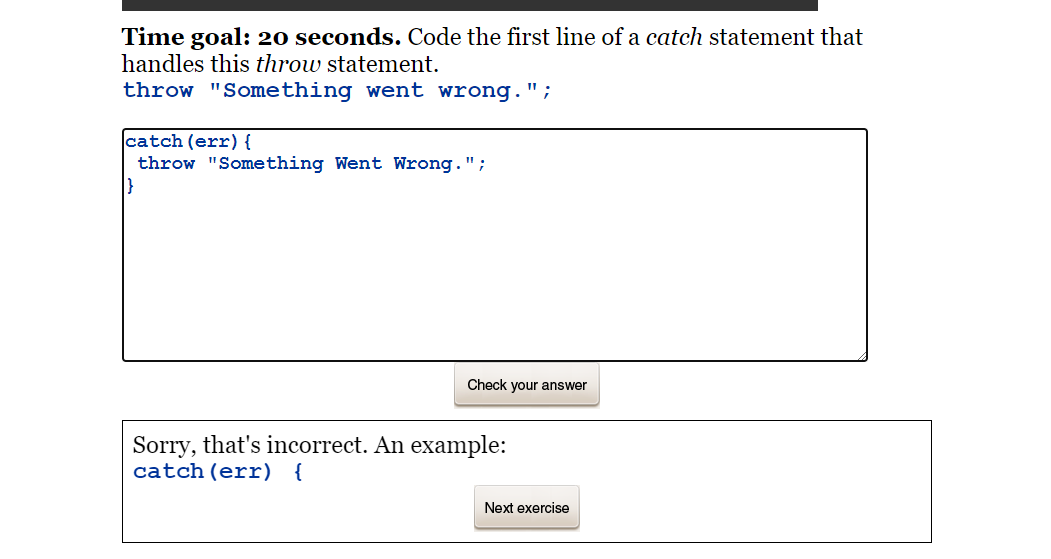 Time goal: 20 seconds. Code the first line of a catch statement that
handles this throw statement.
throw "Something went wrong.";
catch(err){
 throw "Something Went Wrong.";
}
Check your answer
Sorry, that's incorrect. An example:
catch(err) {
Next exercise